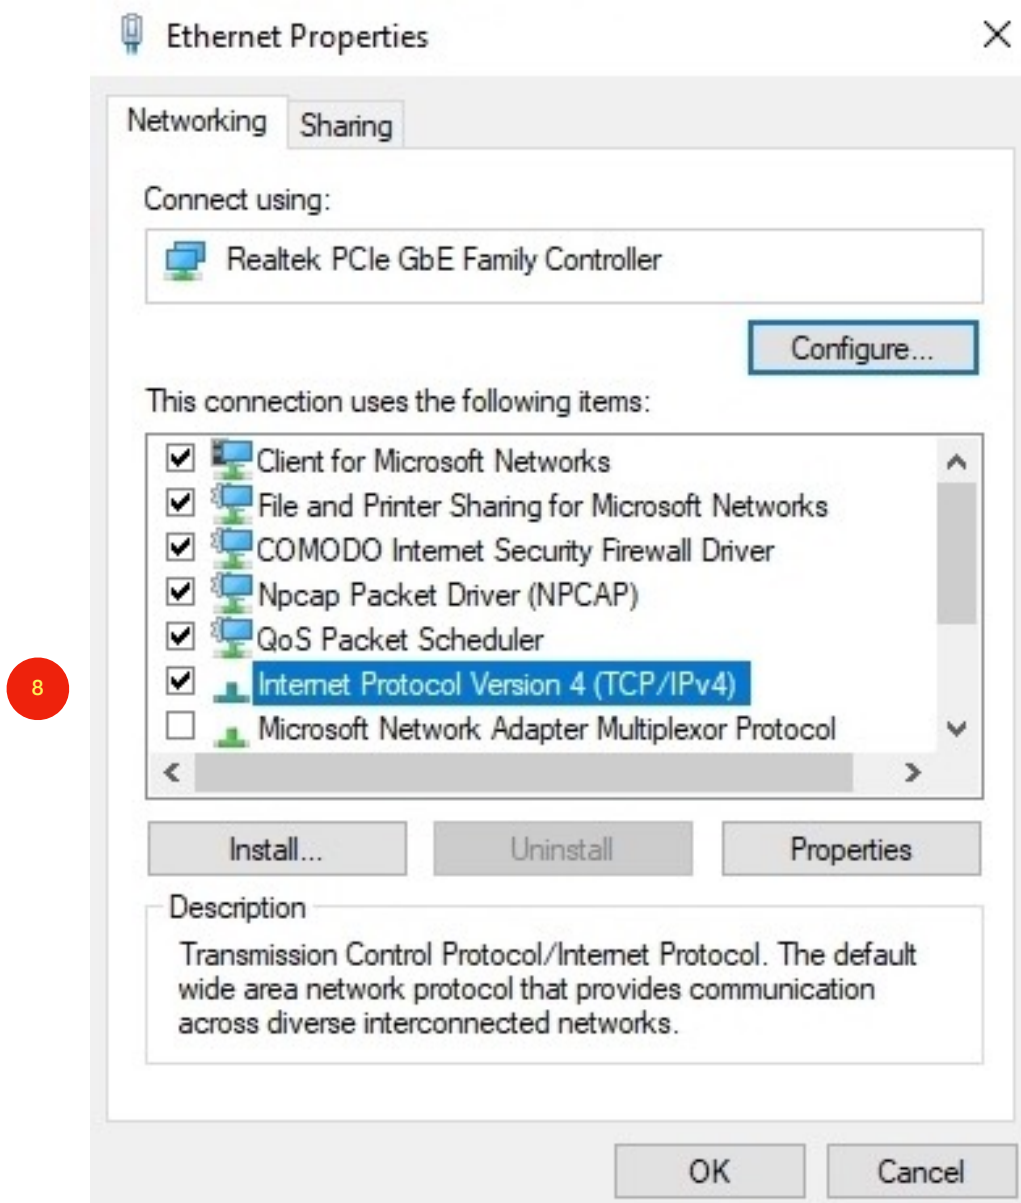 Ethernet Properties
Networking
Sharing
Connect using:
Realtek PCIe GbE Family Controller
Configure...
This connection uses the following items:
Client for Microsoft Networks
File and Printer Sharing for Microsoft Networks
COMODO Internet Security Firewall Driver
Npcap Packet Driver (NPCAP)
QoS Packet Scheduler
8
Internet Protocol Version 4 (TCP/IPv4)
Microsoft Network Adapter Multiplexor Protocol
Install...
Uninstall
Properties
Description
Transmission Control Protocol/Internet Protocol. The default
wide area network protocol that provides communication
across diverse interconnected networks.
OK
Cancel